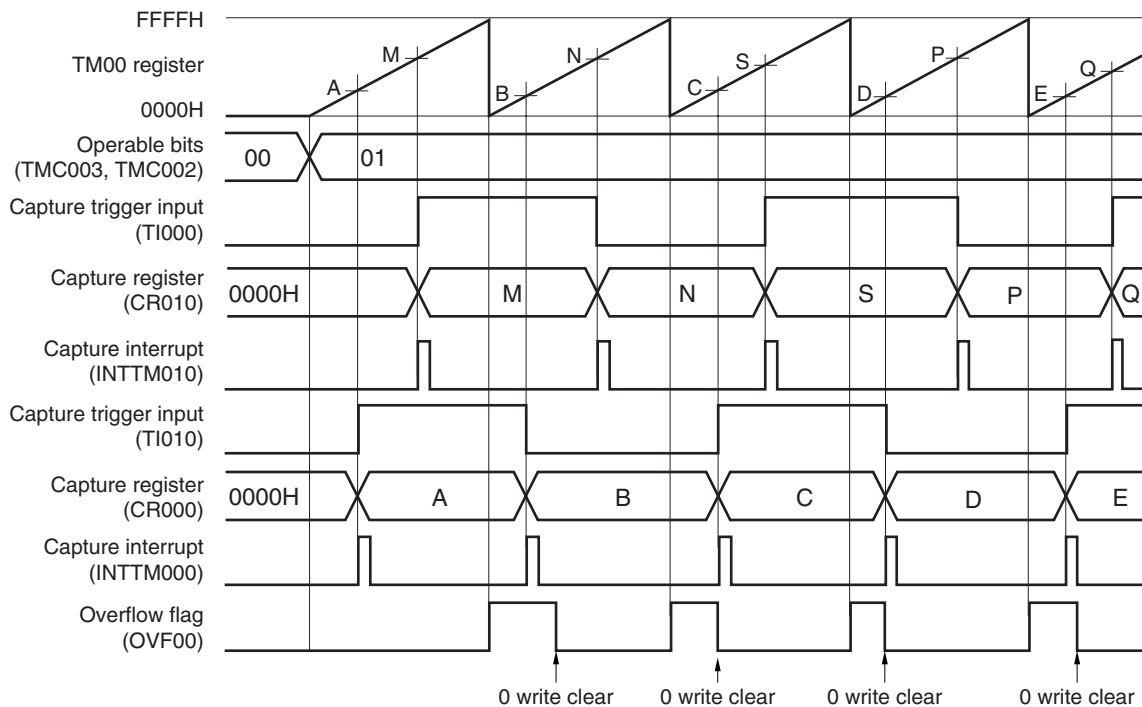 FFFFH
TM00 register
0000H
A M B N C S D P E Q
Operable bits
(TMC003, TMC002)
00 01
Capture trigger input
(TI000)
Capture register
(CR010)
0000H M N S P Q
Capture interrupt
(INTTM010)
Capture trigger input
(TI010)
Capture register
(CR000)
0000H A B C D E
Capture interrupt
(INTTM000)
Overflow flag
(OVF00)
0 write clear 0 write clear 0 write clear 0 write clear